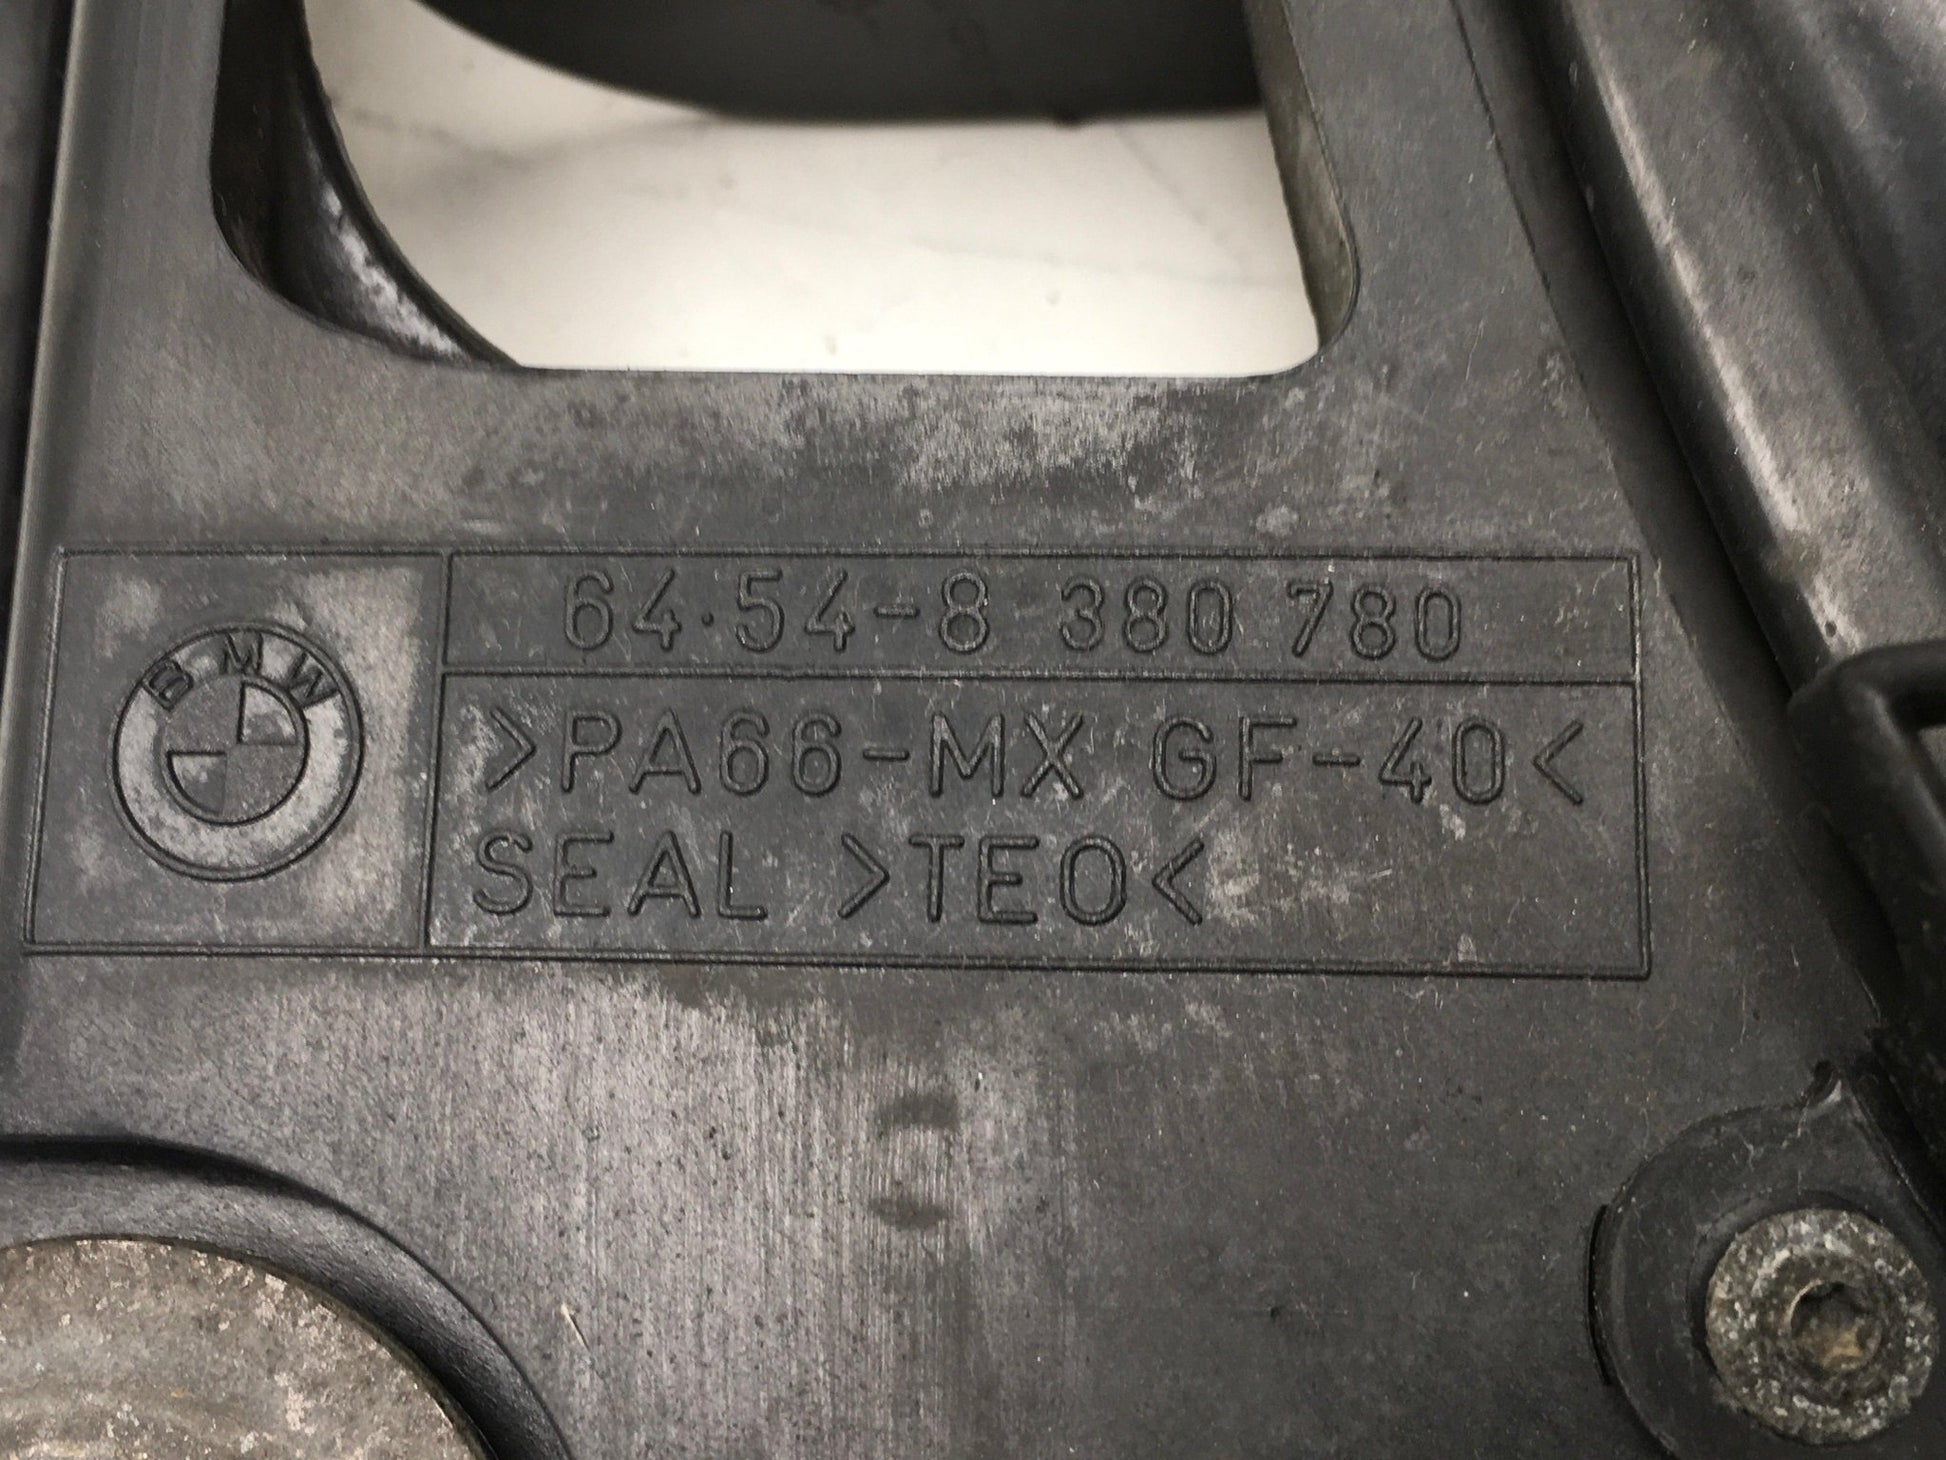 BMW
64.54-8 380 780
>PA66-MX GF-40<
SEAL >TEO<